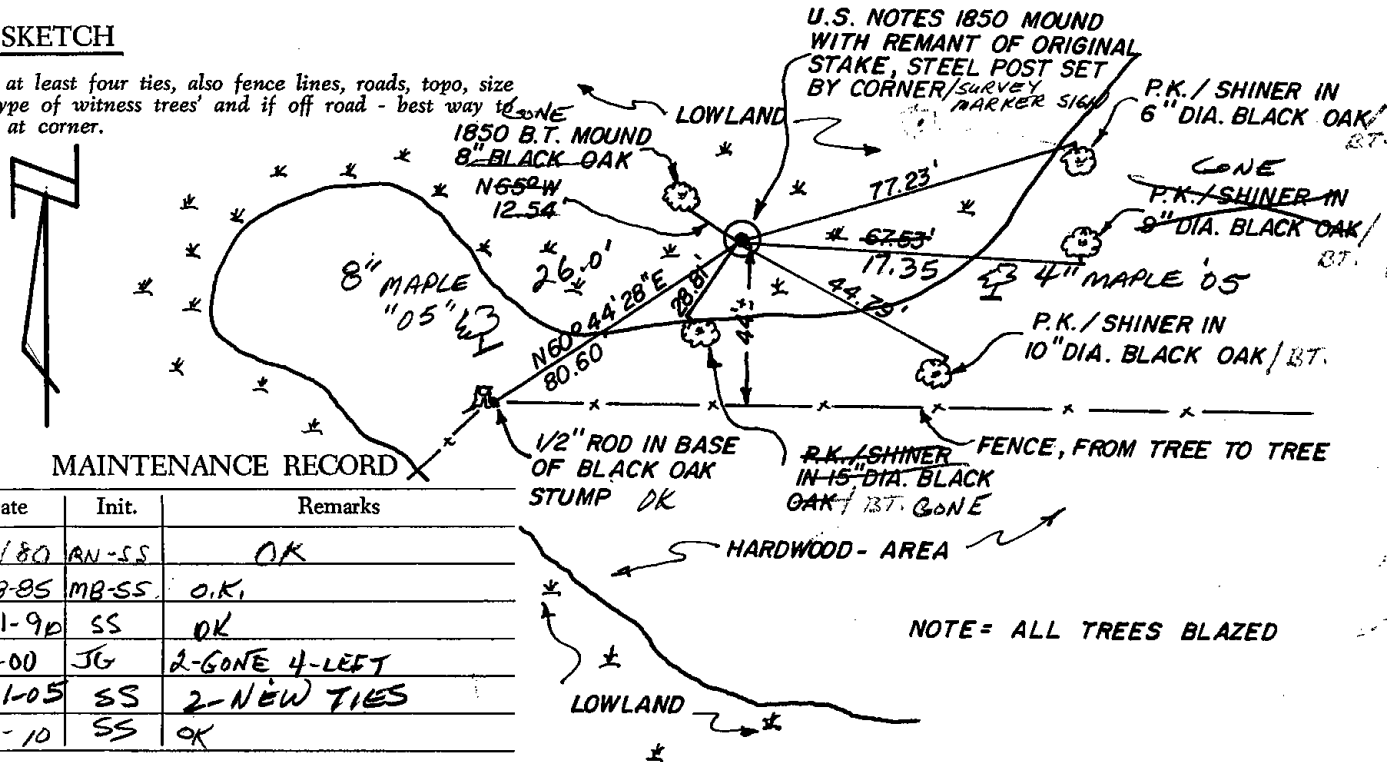 SKETCH
at least four ties, also fence lines, roads, topo, size
ype of witness trees' and if off road - best way to
at corner.
GONE
1850 B.T. MOUND
8" BLACK OAK
N65°W
12.54'
LOWLAND
U.S. NOTES 1850 MOUND
WITH REMANT OF ORIGINAL
STAKE, STEEL POST SET
BY CORNER/SURVEY
MARKER SIGN
P.K./SHINER IN
6" DIA. BLACK OAK/
BT.
GONE
P.K./SHINER IN
9" DIA. BLACK OAK/
BT.
77.23'
67.53'
17.35
4" MAPLE '05
44.79'
28.81'
44'±
26.0'
8" MAPLE
"05"
N60°44'28"E
80.60
P.K./SHINER IN
10" DIA. BLACK OAK/BT.
1/2" ROD IN BASE
OF BLACK OAK
STUMP OK
P.K./SHINER
IN 15" DIA. BLACK
OAK/BT. GONE
FENCE, FROM TREE TO TREE
HARDWOOD-AREA
NOTE= ALL TREES BLAZED
LOWLAND
MAINTENANCE RECORD
ate Init. Remarks
/80 RN-SS OK
8-85 MB-SS O.K.
1-90 SS OK
-00 JG 2-GONE 4-LEFT
1-05 SS 2-NEW TIES
-10 SS OK